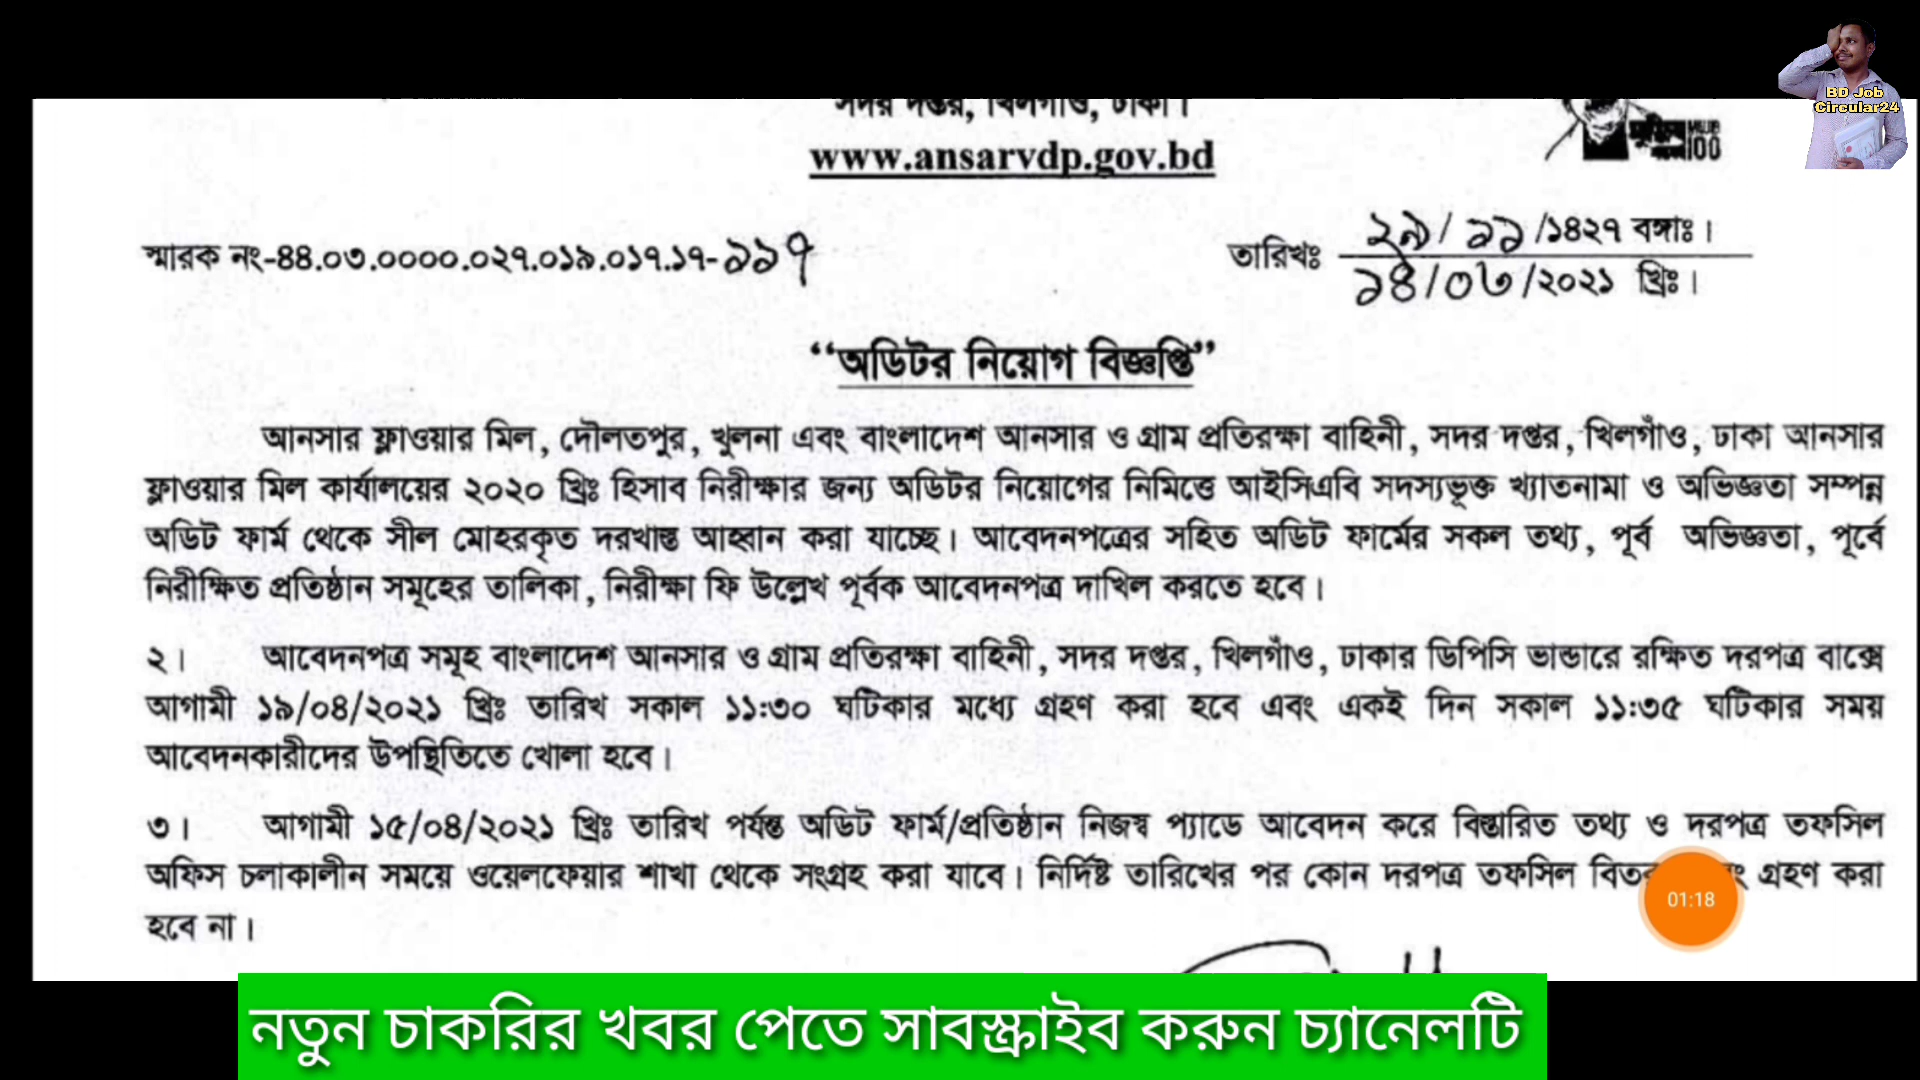 সদর দপ্তর, খিলগাঁও, ঢাকা।
www.ansarvdp.gov.bd
MUJIB 100
BD Job
Circular24
স্মারক নং-৪৪.০৩.০০০০.০২৭.০১৯.০১৭.১৭-১১৭
তারিখঃ ২৯/ ১১ /১৪২৭ বঙ্গাঃ।
১৪/০৩/২০২১ খ্রিঃ।
“অডিটর নিয়োগ বিজ্ঞপ্তি”
আনসার ফ্লাওয়ার মিল, দৌলতপুর, খুলনা এবং বাংলাদেশ আনসার ও গ্রাম প্রতিরক্ষা বাহিনী, সদর দপ্তর, খিলগাঁও, ঢাকা আনসার
ফ্লাওয়ার মিল কার্যালয়ের ২০২০ খ্রিঃ হিসাব নিরীক্ষার জন্য অডিটর নিয়োগের নিমিত্তে আইসিএবি সদস্যভূক্ত খ্যাতনামা ও অভিজ্ঞতা সম্পন্ন
অডিট ফার্ম থেকে সীল মোহরকৃত দরখাস্ত আহ্বান করা যাচ্ছে। আবেদনপত্রের সহিত অডিট ফার্মের সকল তথ্য, পূর্ব অভিজ্ঞতা, পূর্বে
নিরীক্ষিত প্রতিষ্ঠান সমূহের তালিকা, নিরীক্ষা ফি উল্লেখ পূর্বক আবেদনপত্র দাখিল করতে হবে।
২। আবেদনপত্র সমূহ বাংলাদেশ আনসার ও গ্রাম প্রতিরক্ষা বাহিনী, সদর দপ্তর, খিলগাঁও, ঢাকার ডিপিসি ভান্ডারে রক্ষিত দরপত্র বাক্সে
আগামী ১৯/০৪/২০২১ খ্রিঃ তারিখ সকাল ১১:৩০ ঘটিকার মধ্যে গ্রহণ করা হবে এবং একই দিন সকাল ১১:৩৫ ঘটিকার সময়
আবেদনকারীদের উপস্থিতিতে খোলা হবে।
৩। আগামী ১৫/০৪/২০২১ খ্রিঃ তারিখ পর্যন্ত অডিট ফার্ম/প্রতিষ্ঠান নিজস্ব প্যাডে আবেদন করে বিস্তারিত তথ্য ও দরপত্র তফসিল
অফিস চলাকালীন সময়ে ওয়েলফেয়ার শাখা থেকে সংগ্রহ করা যাবে। নির্দিষ্ট তারিখের পর কোন দরপত্র তফসিল গ্রহণ করা
হবে না।
01:18
নতুন চাকরির খবর পেতে সাবস্ক্রাইব করুন চ্যানেলটি